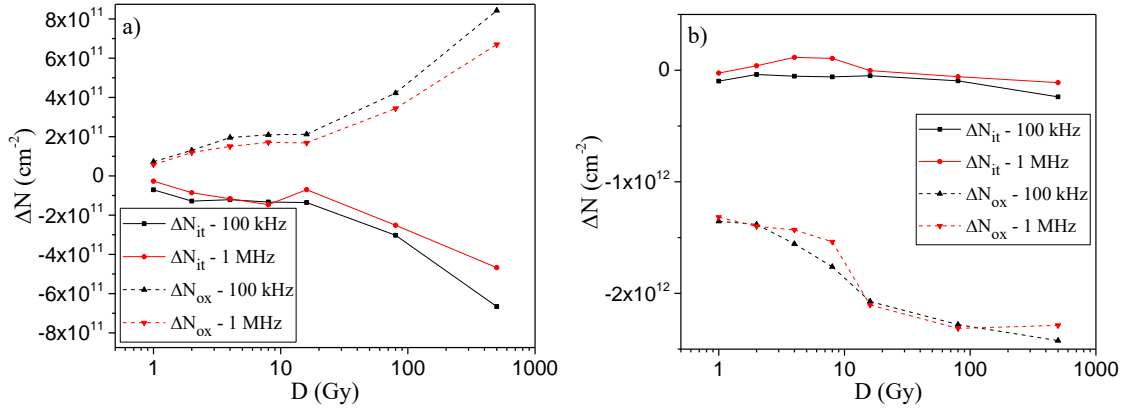 a)
8x10^11
6x10^11
4x10^11
2x10^11
0
-2x10^11
-4x10^11
-6x10^11
-8x10^11
ΔN (cm^-2)
ΔN_it - 100 kHz
ΔN_it - 1 MHz
ΔN_ox - 100 kHz
ΔN_ox - 1 MHz
1 10 100 1000
D (Gy)
b)
0
-1x10^12
-2x10^12
ΔN (cm^-2)
ΔN_it - 100 kHz
ΔN_it - 1 MHz
ΔN_ox - 100 kHz
ΔN_ox - 1 MHz
1 10 100 1000
D (Gy)